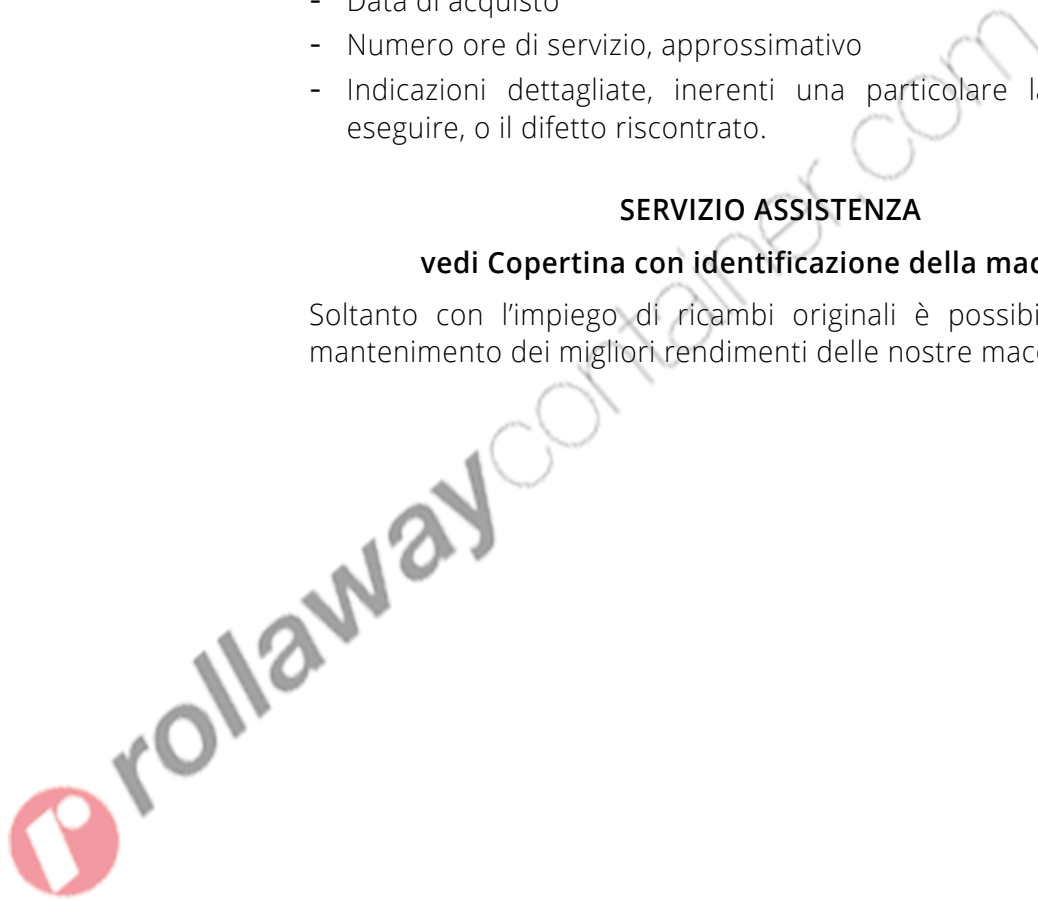 - Data di acquisto
- Numero ore di servizio, approssimativo
- Indicazioni dettagliate, inerenti una particolare
eseguire, o il difetto riscontrato.
SERVIZIO ASSISTENZA
vedi Copertina con identificazione della
Soltanto con l'impiego di ricambi originali è
mantenimento dei migliori rendimenti delle nostre
rollawaycontainer.com